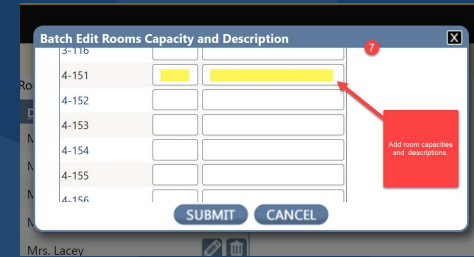 Batch Edit Rooms Capacity and Description
X
7
3-116
4-151
4-152
4-153
4-154
4-155
4-156
Add room capacities
and descriptions.
SUBMIT CANCEL
Mrs. Lacey